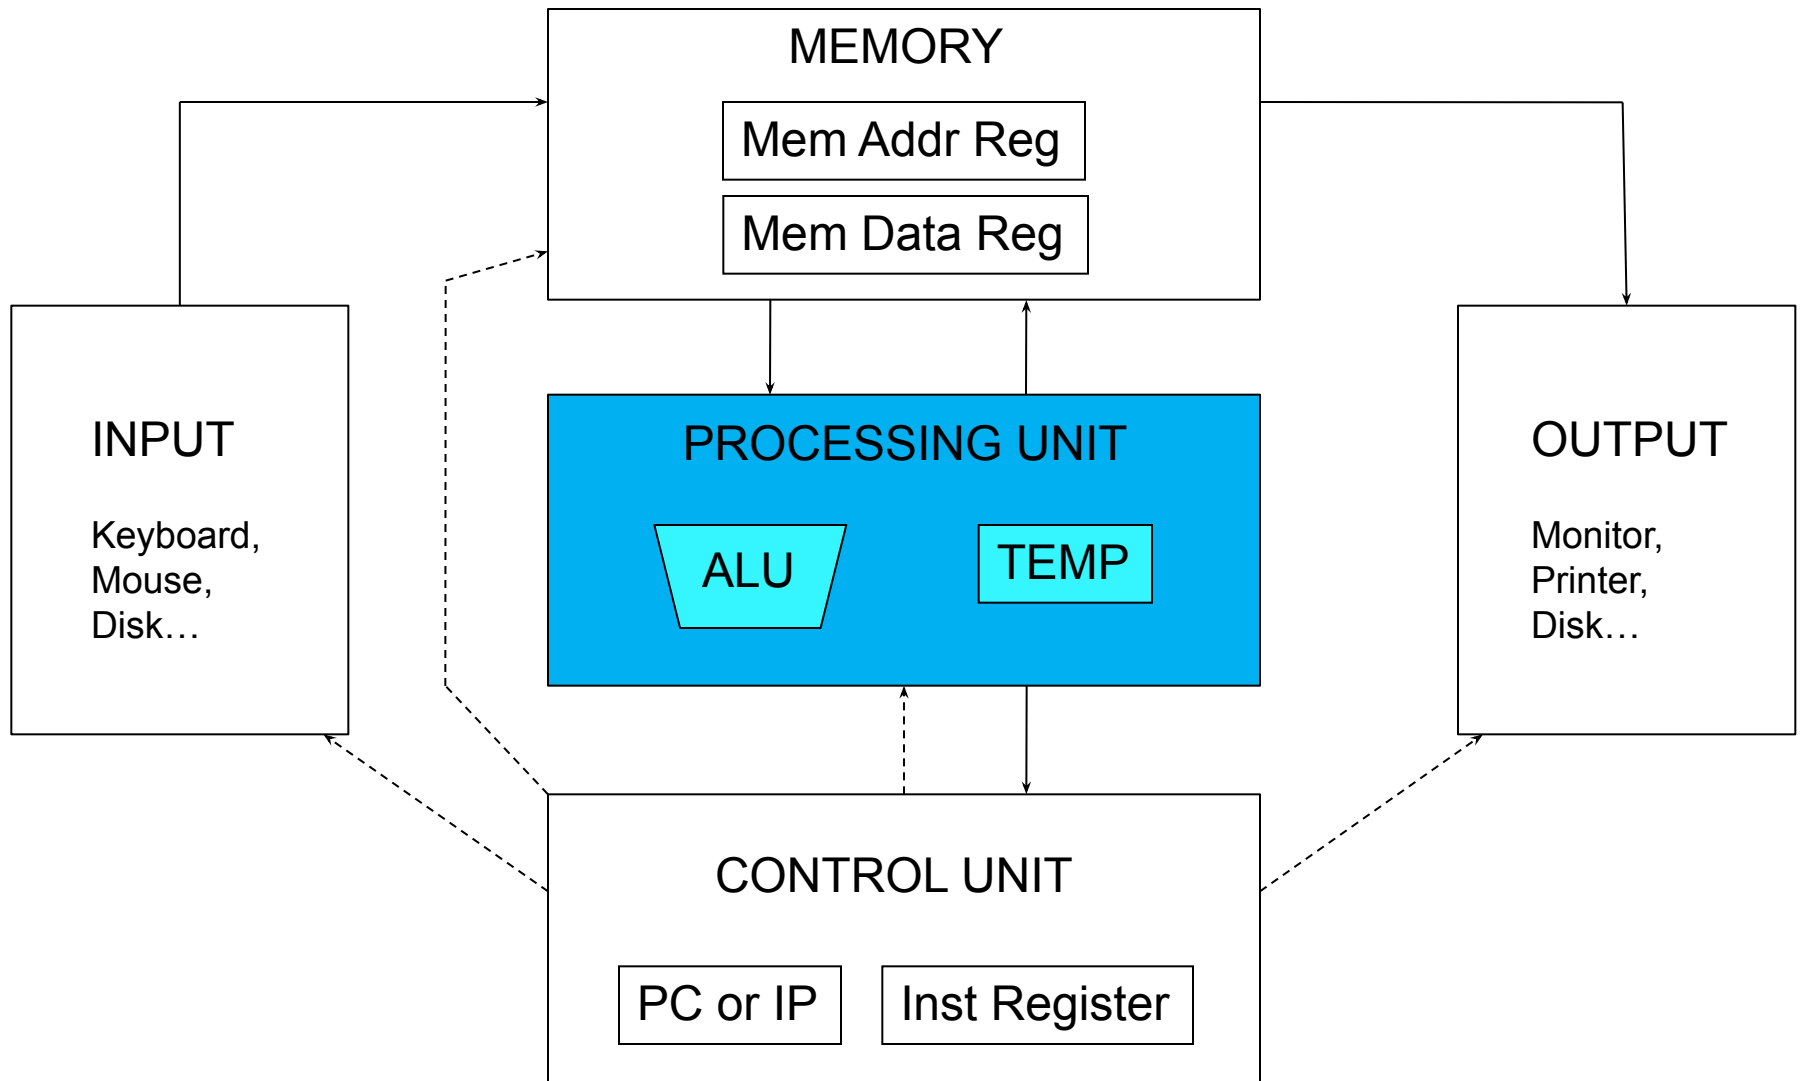 MEMORY
Mem Addr Reg
Mem Data Reg
INPUT
Keyboard,
Mouse,
Disk…
PROCESSING UNIT
ALU
TEMP
OUTPUT
Monitor,
Printer,
Disk…
CONTROL UNIT
PC or IP
Inst Register